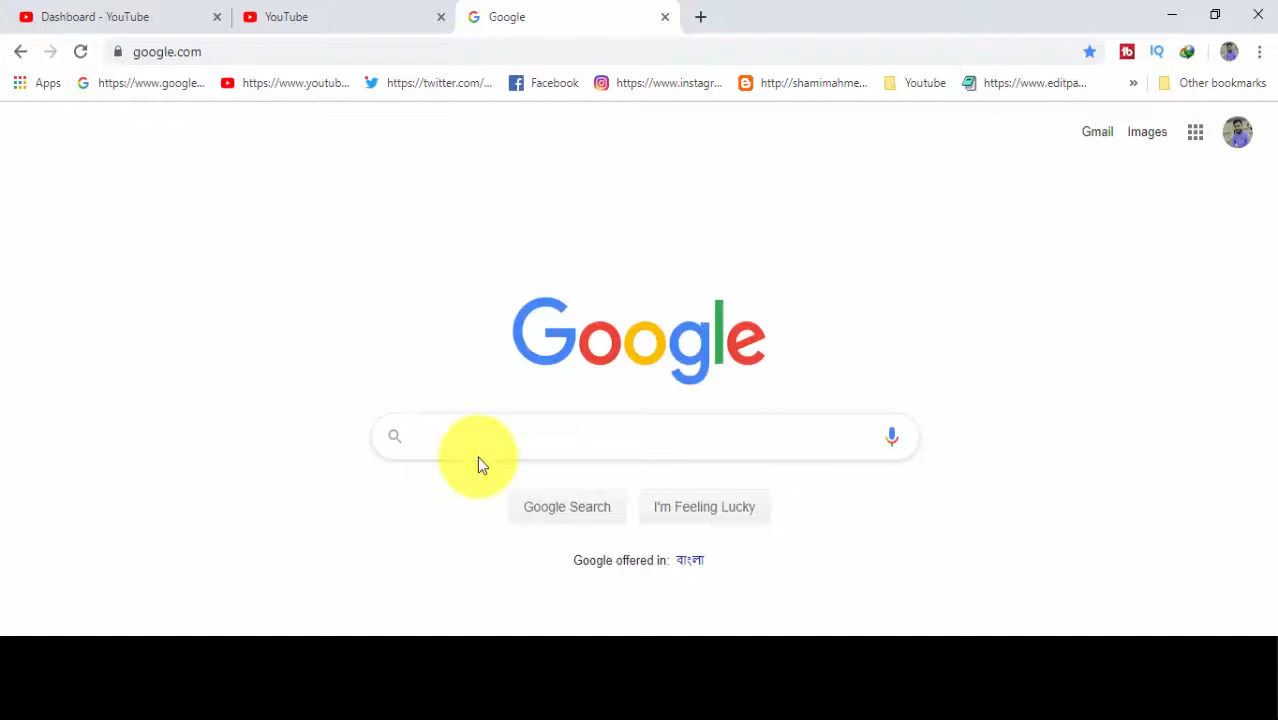 Dashboard - YouTube
YouTube
Google
google.com
IQ
Apps
https://www.google...
https://www.youtub...
https://twitter.com/...
Facebook
https://www.instagr...
http://shamimahme...
Youtube
https://www.editpa...
Other bookmarks
Gmail
Images
Google
Google Search
I'm Feeling Lucky
Google offered in: বাংলা